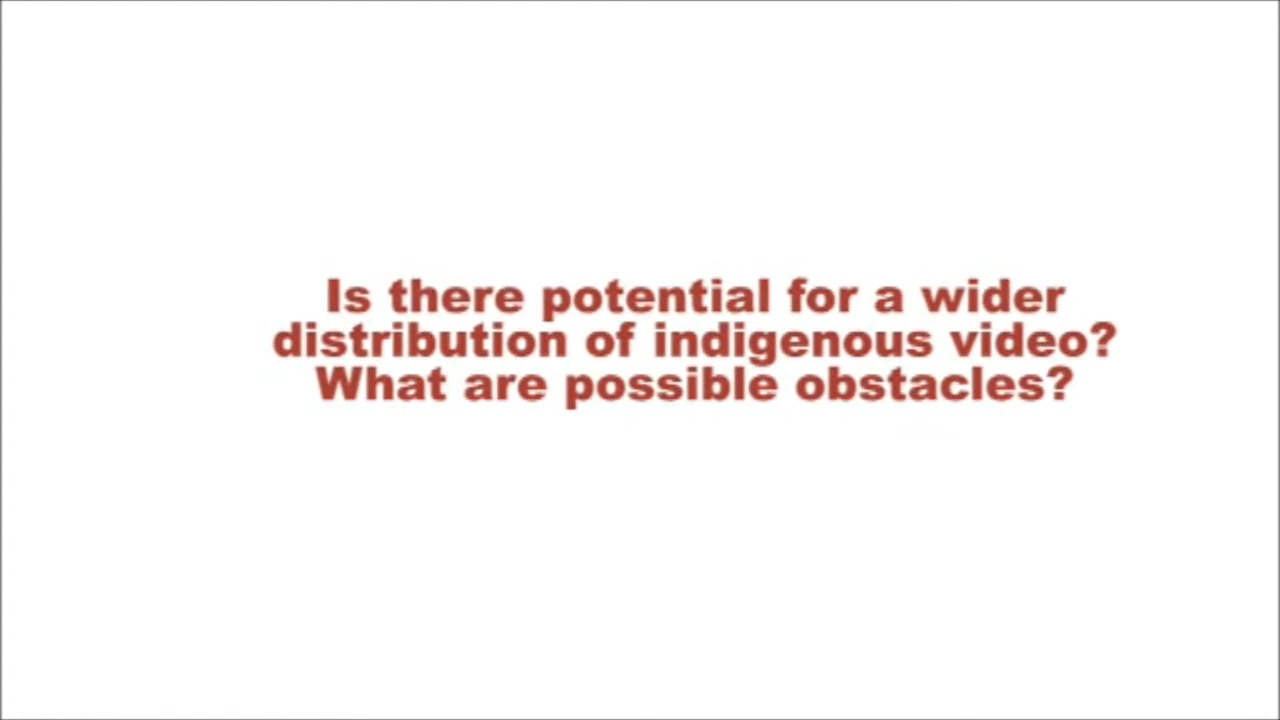 Is there potential for a wider
distribution of indigenous video?
What are possible obstacles?